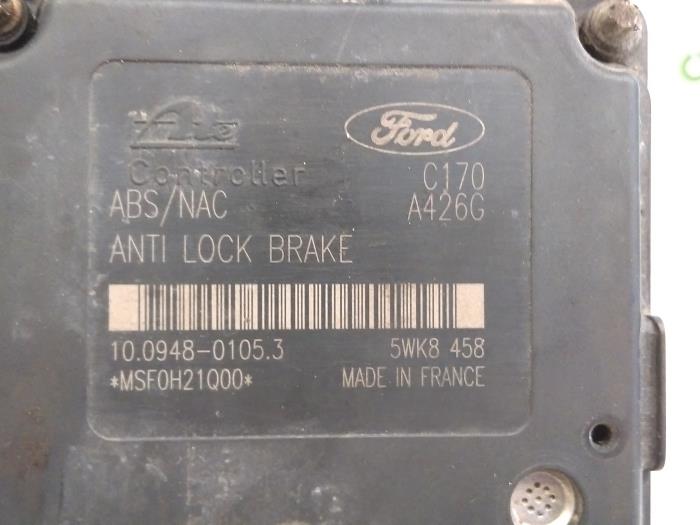 Ate Ford
Controller C170
ABS/NAC A426G
ANTI LOCK BRAKE
10.0948-0105.3 5WK8 458
*MSF0H21Q00* MADE IN FRANCE